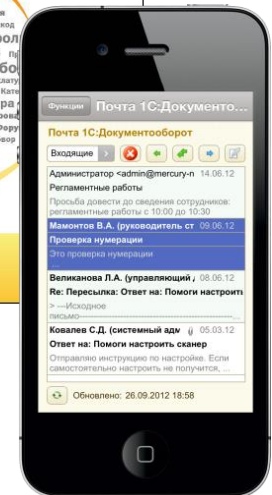 код
Функции
Почта 1С:Документо...
Почта 1С:Документооборот
Входящие
Администратор <admin@mercury-n 14.06.12
Регламентные работы
Просьба довести до сведения сотрудников:
регламентные работы с 10:00 до 10:30
Мамонтов В.А. (руководитель ст 09.06.12
Проверка нумерации
Это проверка нумерации
...
Великанова Л.А. (управляющий , 08.06.12
Re: Пересылка: Ответ на: Помоги настроить
> ---Исходное
письмо---
Ковалев С.Д. (системный адм 05.03.12
Ответ на: Помоги настроить сканер
Отправляю инструкцию по настройке. Если
самостоятельно настроить не получится, ...
Обновлено: 26.09.2012 18:58